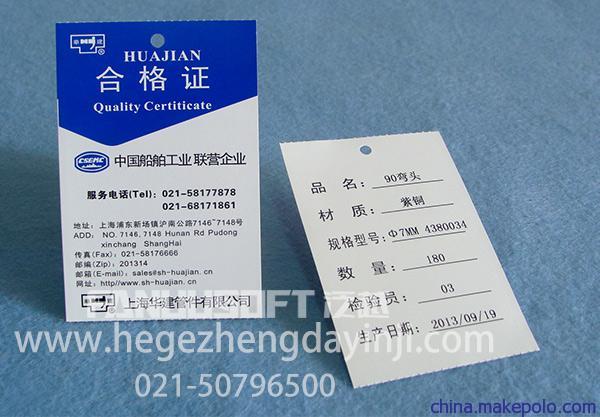 华建
®
HUAJIAN
合格证
Quality Certiticate
CSEMC 中国船舶工业 联营企业
服务电话(Tel): 021-58177878
021-68171861
地址: 上海浦东新场镇沪南公路7146~7148号
ADD: NO. 7146, 7148 Hunan Rd Pudong
xinchang ShangHai
传真(Fax): 021-58176666
邮编(Zip): 201314
邮箱(E-mail): sales@sh-huajian.cn
网址: http//www.sh-huajian.cn
上海华建管件有限公司
品名: 90弯头
材质: 紫铜
规格型号: Φ7MM 4380034
数量: 180
检验员: 03
生产日期: 2013/09/19
www.hegezhengdayinji.com
021-50796500
china.makepolo.com